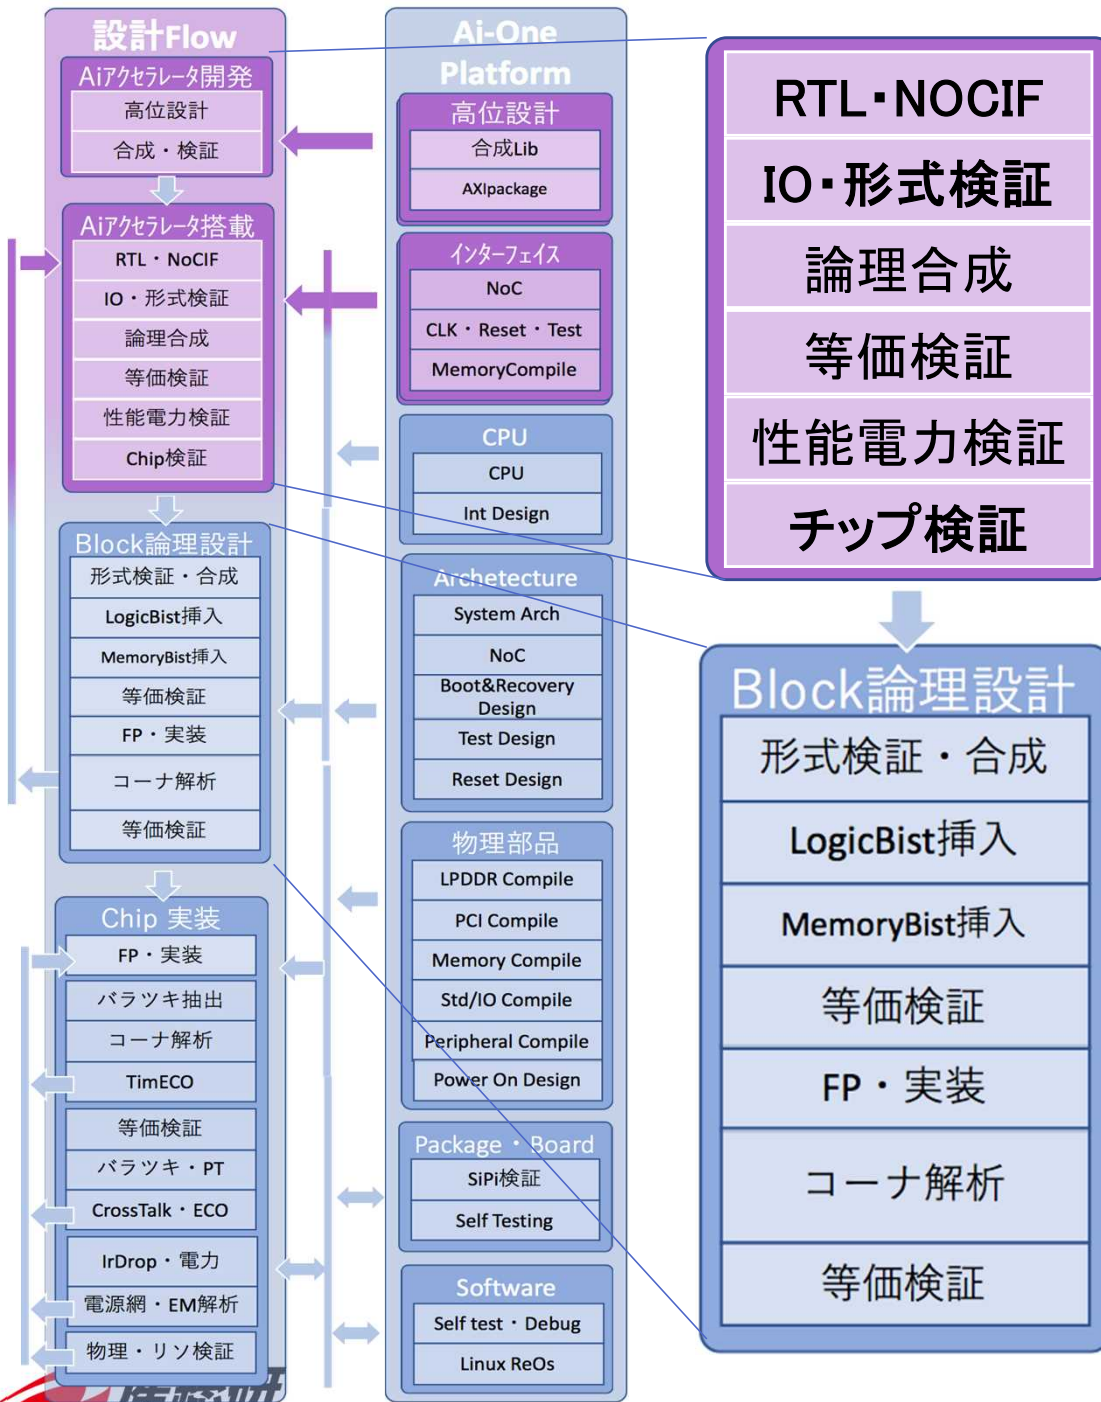 設計Flow
Aiアクセラレータ開発
高位設計
合成・検証
Aiアクセラレータ搭載
RTL・NoCIF
IO・形式検証
論理合成
等価検証
性能電力検証
Chip検証
Block論理設計
形式検証・合成
LogicBist挿入
MemoryBist挿入
等価検証
FP・実装
コーナ解析
等価検証
Chip 実装
FP・実装
バラツキ抽出
コーナ解析
TimECO
等価検証
バラツキ・PT
CrossTalk・ECO
IrDrop・電力
電源網・EM解析
物理・リソ検証
Ai-One
Platform
高位設計
合成Lib
AXIpackage
インターフェイス
NoC
CLK・Reset・Test
MemoryCompile
CPU
CPU
Int Design
Archetecture
System Arch
NoC
Boot&Recovery
Design
Test Design
Reset Design
物理部品
LPDDR Compile
PCI Compile
Memory Compile
Std/IO Compile
Peripheral Compile
Power On Design
Package・Board
SiPi検証
Self Testing
Software
Self test・Debug
Linux ReOs
RTL・NOCIF
IO・形式検証
論理合成
等価検証
性能電力検証
チップ検証
Block論理設計
形式検証・合成
LogicBist挿入
MemoryBist挿入
等価検証
FP・実装
コーナ解析
等価検証